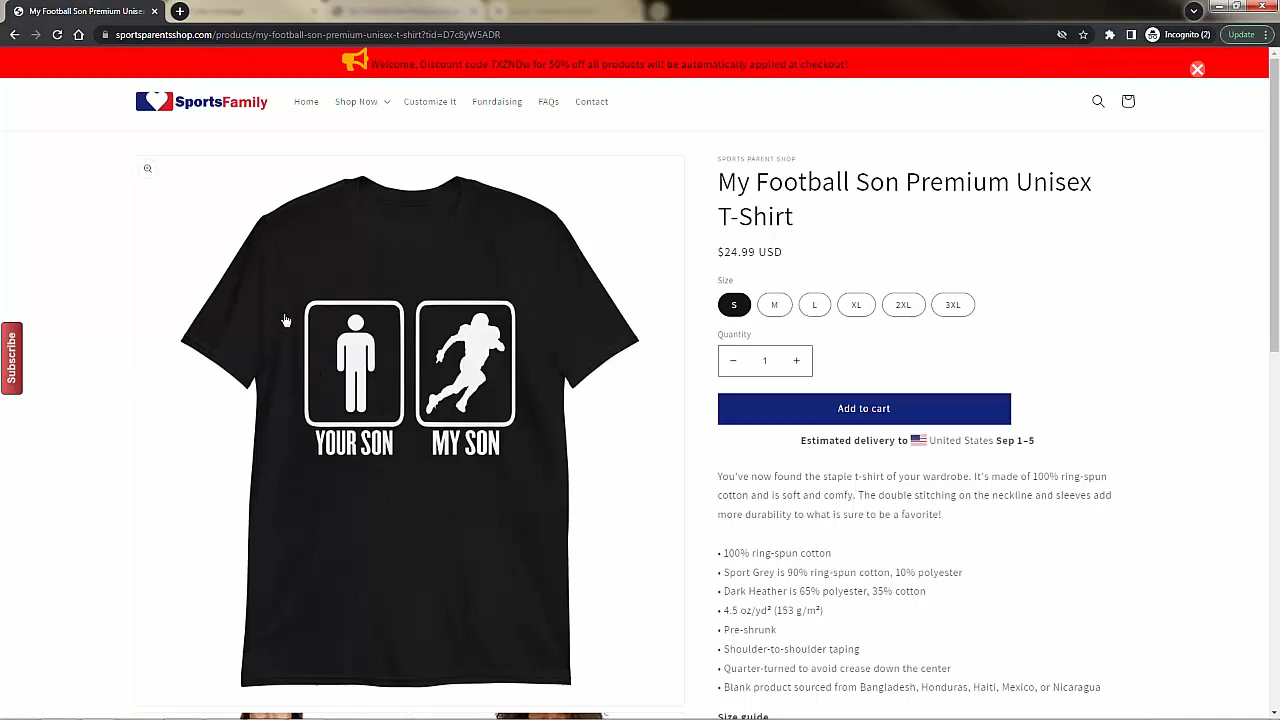 My Football Son Premium Unisex
sportsparentsshop.com/products/my-football-son-premium-unisex-t-shirt?tid=D7c8yW5ADR
Incognito (2)
Update
Welcome, Discount code TXZNDw for 50% off all products will be automatically applied at checkout!
SportsFamily
Home
Shop Now
Customize It
Funrdaising
FAQs
Contact
SPORTS PARENT SHOP
My Football Son Premium Unisex
T-Shirt
$24.99 USD
Size
S M L XL 2XL 3XL
Quantity
- 1 +
Add to cart
Estimated delivery to United States Sep 1–5
You've now found the staple t-shirt of your wardrobe. It's made of 100% ring-spun
cotton and is soft and comfy. The double stitching on the neckline and sleeves add
more durability to what is sure to be a favorite!
• 100% ring-spun cotton
• Sport Grey is 90% ring-spun cotton, 10% polyester
• Dark Heather is 65% polyester, 35% cotton
• 4.5 oz/yd² (153 g/m²)
• Pre-shrunk
• Shoulder-to-shoulder taping
• Quarter-turned to avoid crease down the center
• Blank product sourced from Bangladesh, Honduras, Haiti, Mexico, or Nicaragua
Size guide
YOUR SON
MY SON
Subscribe